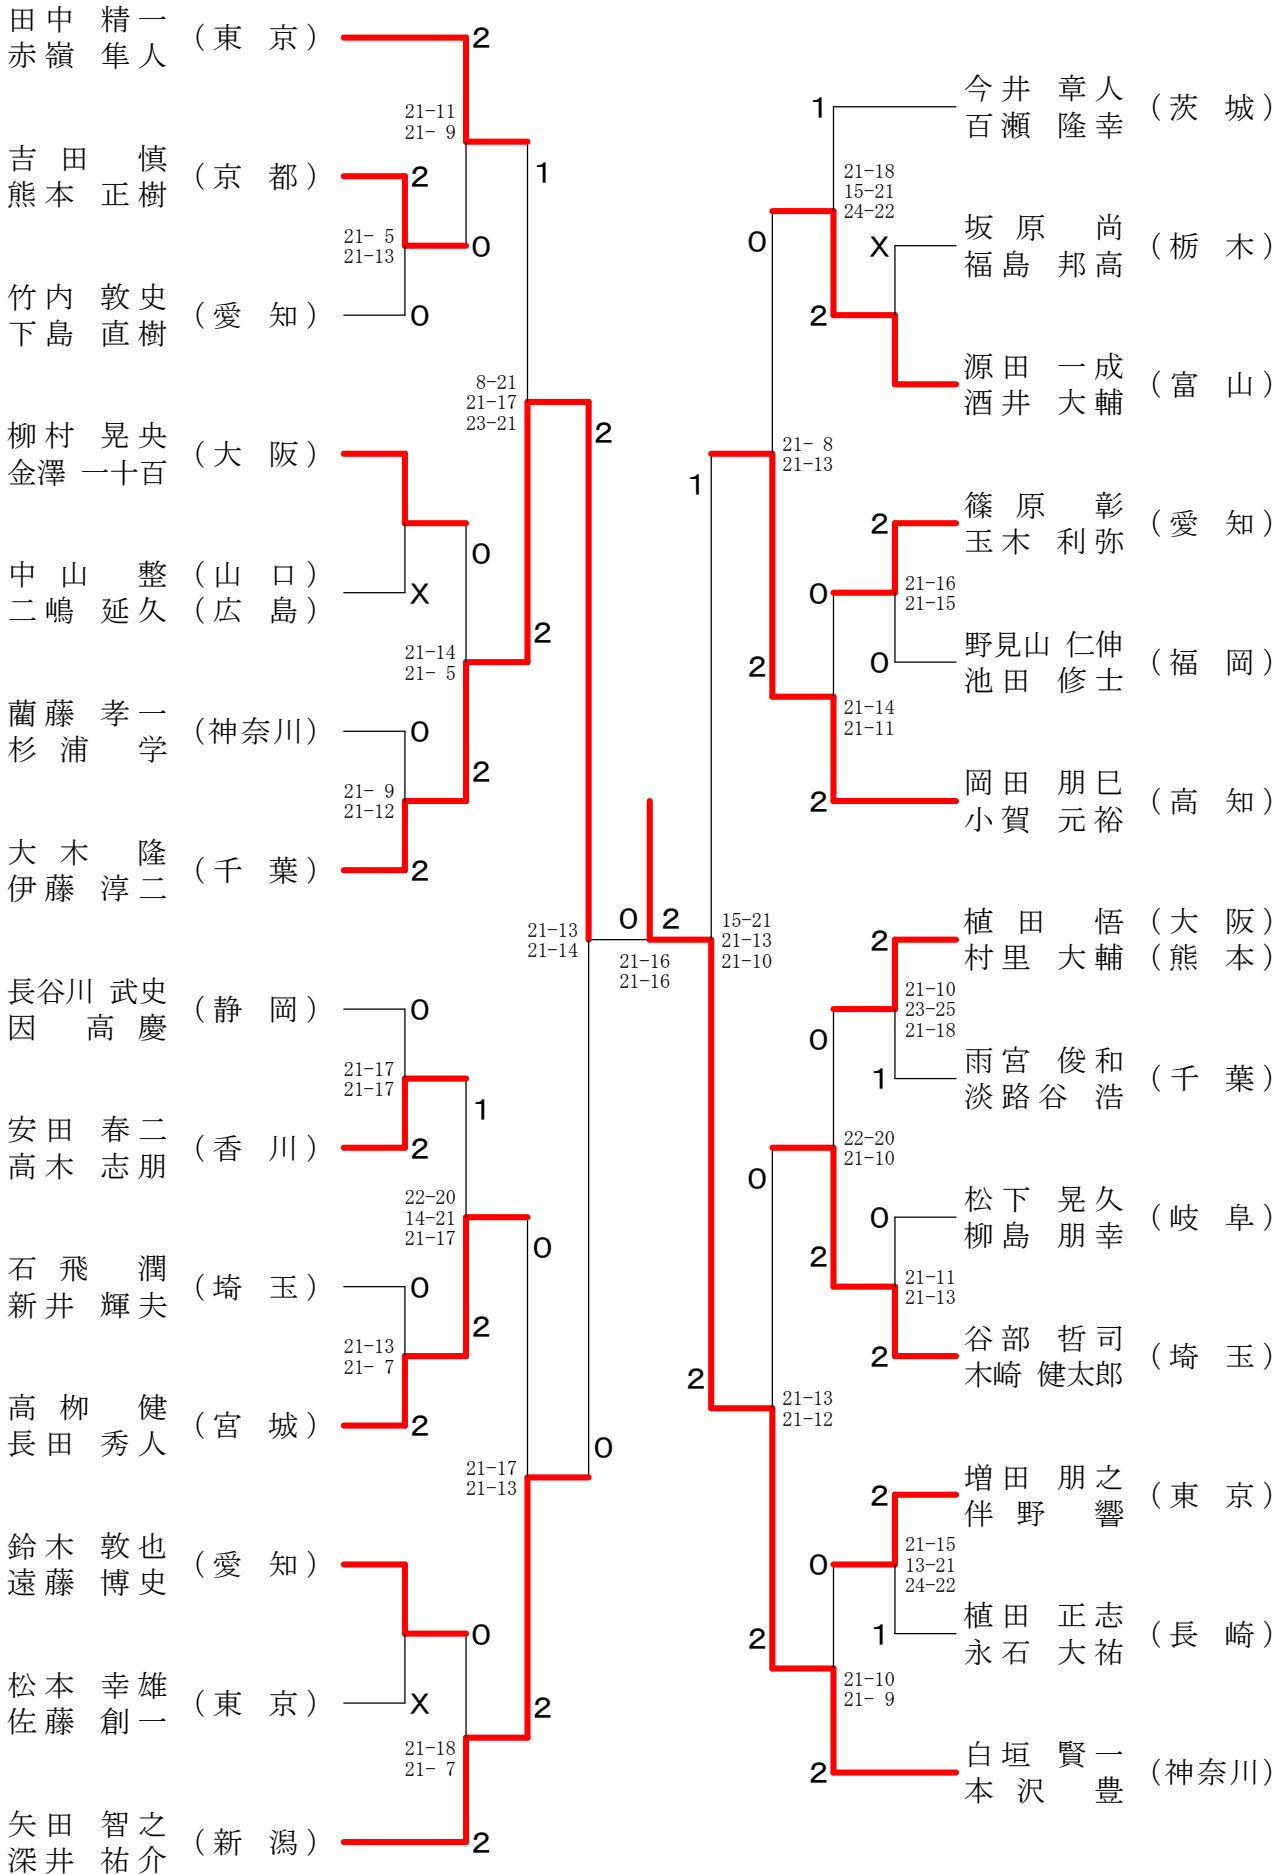 田中 精一
赤嶺 隼人
(東 京)
2
21-11
21- 9
1
吉田 慎
熊本 正樹
(京 都)
2
21- 5
21-13
0
竹内 敦史
下島 直樹
(愛 知)
0
8-21
21-17
23-21
2
柳村 晃央
金澤 一十百
(大 阪)
0
中山 整 (山 口)
二嶋 延久 (広 島)
X
21-14
21- 5
2
藺藤 孝一
杉浦 学
(神奈川)
0
21- 9
21-12
2
大木 隆
伊藤 淳二
(千 葉)
2
21-13
21-14
0
2
21-16
21-16
長谷川 武史
因 高慶
(静 岡)
0
21-17
21-17
1
安田 春二
高木 志朋
(香 川)
2
22-20
14-21
21-17
0
石飛 潤
新井 輝夫
(埼 玉)
0
21-13
21- 7
2
高栁 健
長田 秀人
(宮 城)
2
21-17
21-13
0
鈴木 敦也
遠藤 博史
(愛 知)
0
松本 幸雄
佐藤 創一
(東 京)
X
21-18
21- 7
2
矢田 智之
深井 祐介
(新 潟)
2
1
今井 章人
百瀬 隆幸
(茨 城)
21-18
15-21
24-22
0
X
坂原 尚
福島 邦高
(栃 木)
2
源田 一成
酒井 大輔
(富 山)
21- 8
21-13
1
2
篠原 彰
玉木 利弥
(愛 知)
0
21-16
21-15
0
野見山 仁伸
池田 修士
(福 岡)
2
21-14
21-11
2
岡田 朋巳
小賀 元裕
(高 知)
15-21
21-13
21-10
2
植田 悟 (大 阪)
村里 大輔 (熊 本)
21-10
23-25
21-18
0
1
雨宮 俊和
淡路谷 浩
(千 葉)
22-20
21-10
0
0
松下 晃久
柳島 朋幸
(岐 阜)
2
21-11
21-13
2
谷部 哲司
木崎 健太郎
(埼 玉)
2
21-13
21-12
2
増田 朋之
伴野 響
(東 京)
0
21-15
13-21
24-22
1
植田 正志
永石 大祐
(長 崎)
2
21-10
21- 9
2
白垣 賢一
本沢 豊
(神奈川)